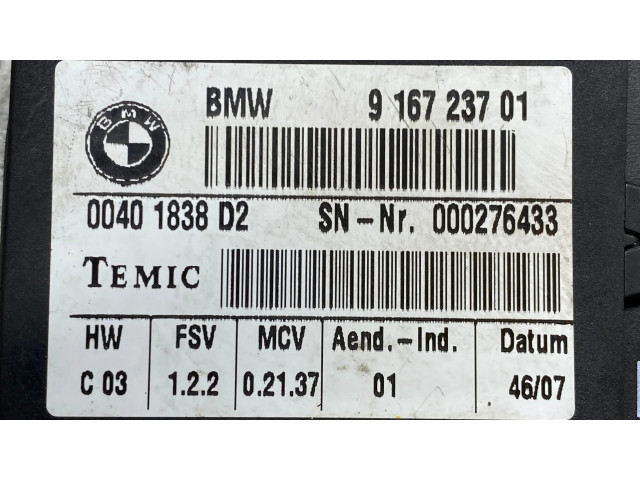 BMW
BMW 9 167 237 01
0040 1838 D2 SN-Nr. 000276433
TEMIC
HW FSV MCV Aend.-Ind. Datum
C 03 1.2.2 0.21.37 01 46/07